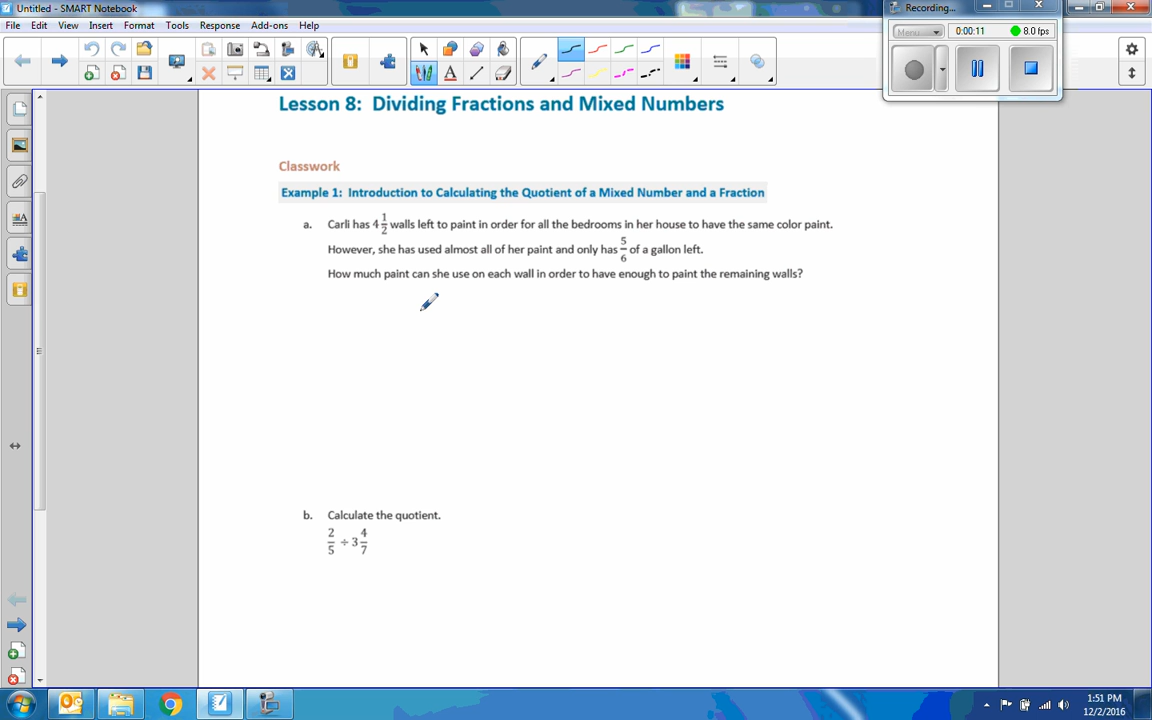 Untitled - SMART Notebook
Recording...
File Edit View Insert Format Tools Response Add-ons Help
Menu 0:00:11 8.0 fps
Lesson 8: Dividing Fractions and Mixed Numbers
Classwork
Example 1: Introduction to Calculating the Quotient of a Mixed Number and a Fraction
a. Carli has 4 1/2 walls left to paint in order for all the bedrooms in her house to have the same color paint.
However, she has used almost all of her paint and only has 5/6 of a gallon left.
How much paint can she use on each wall in order to have enough to paint the remaining walls?
b. Calculate the quotient.
2/5 ÷ 3 4/7
1:51 PM
12/2/2016